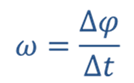 ω = Δφ / Δt